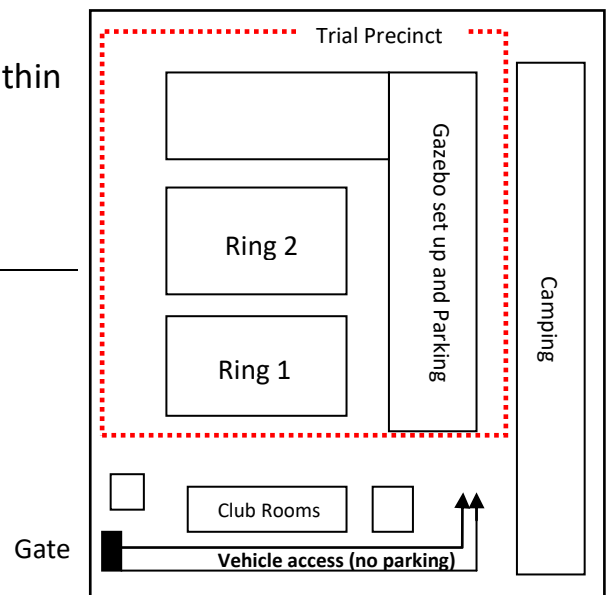 Trial Precinct
thin
Gazebo set up and Parking
Ring 2
Camping
Ring 1
Club Rooms
Gate
Vehicle access (no parking)